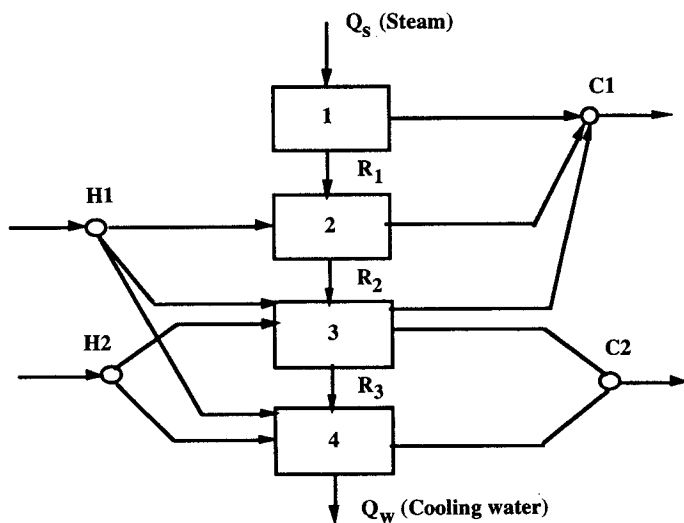 Q_s (Steam)
C1
1
R_1
H1
2
R_2
H2
3
C2
R_3
4
Q_w (Cooling water)